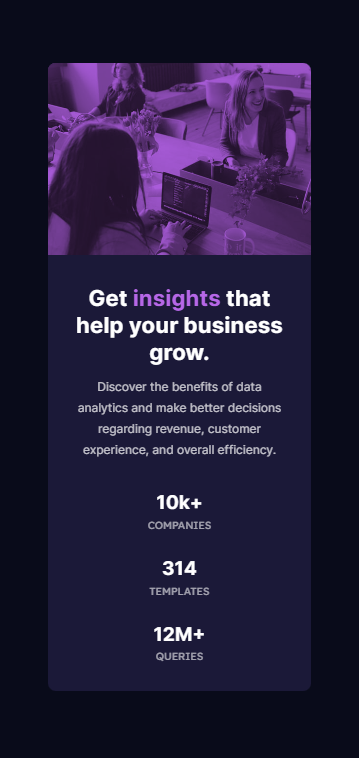 Get insights that
help your business
grow.
Discover the benefits of data
analytics and make better decisions
regarding revenue, customer
experience, and overall efficiency.
10k+
COMPANIES
314
TEMPLATES
12M+
QUERIES